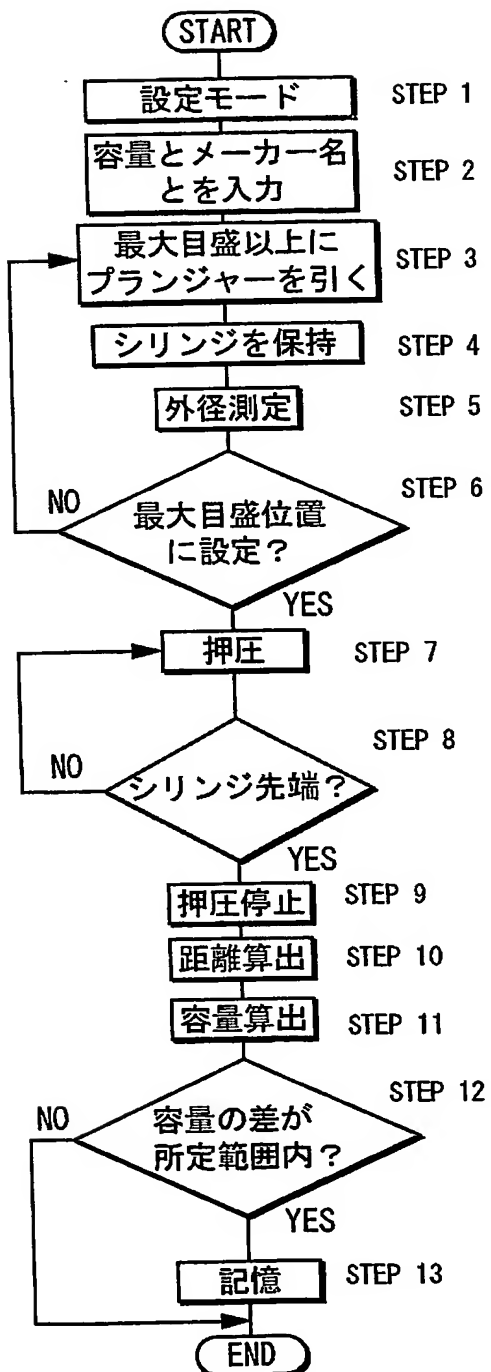 START
設定モード STEP 1
容量とメーカー名
とを入力
STEP 2
最大目盛以上に
プランジャーを引く
STEP 3
シリンジを保持 STEP 4
外径測定 STEP 5
STEP 6
NO
最大目盛位置
に設定?
YES
押圧 STEP 7
STEP 8
NO
シリンジ先端?
YES
押圧停止 STEP 9
距離算出 STEP 10
容量算出 STEP 11
STEP 12
NO
容量の差が
所定範囲内?
YES
記憶 STEP 13
END